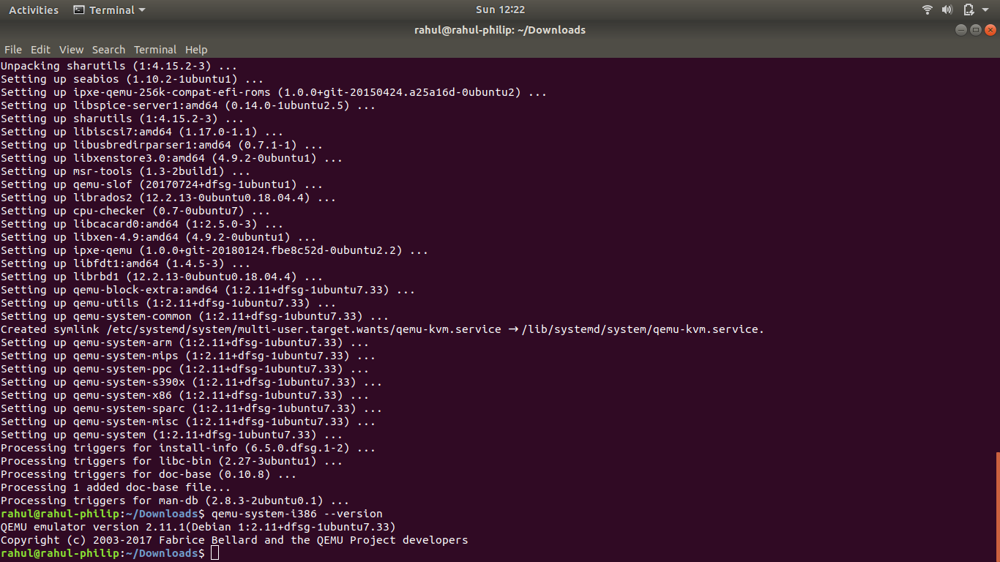 Activities Terminal Sun 12:22
rahul@rahul-philip: ~/Downloads
File Edit View Search Terminal Help
Unpacking sharutils (1:4.15.2-3) ...
Setting up seabios (1.10.2-1ubuntu1) ...
Setting up ipxe-qemu-256k-compat-efi-roms (1.0.0+git-20150424.a25a16d-0ubuntu2) ...
Setting up libspice-server1:amd64 (0.14.0-1ubuntu2.5) ...
Setting up sharutils (1:4.15.2-3) ...
Setting up libiscsi7:amd64 (1.17.0-1.1) ...
Setting up libusbredirparser1:amd64 (0.7.1-1) ...
Setting up libxenstore3.0:amd64 (4.9.2-0ubuntu1) ...
Setting up msr-tools (1.3-2build1) ...
Setting up qemu-slof (20170724+dfsg-1ubuntu1) ...
Setting up librados2 (12.2.13-0ubuntu0.18.04.4) ...
Setting up cpu-checker (0.7-0ubuntu7) ...
Setting up libcacard0:amd64 (1:2.5.0-3) ...
Setting up libxen-4.9:amd64 (4.9.2-0ubuntu1) ...
Setting up ipxe-qemu (1.0.0+git-20180124.fbe8c52d-0ubuntu2.2) ...
Setting up libfdt1:amd64 (1.4.5-3) ...
Setting up librbd1 (12.2.13-0ubuntu0.18.04.4) ...
Setting up qemu-block-extra:amd64 (1:2.11+dfsg-1ubuntu7.33) ...
Setting up qemu-utils (1:2.11+dfsg-1ubuntu7.33) ...
Setting up qemu-system-common (1:2.11+dfsg-1ubuntu7.33) ...
Created symlink /etc/systemd/system/multi-user.target.wants/qemu-kvm.service → /lib/systemd/system/qemu-kvm.service.
Setting up qemu-system-arm (1:2.11+dfsg-1ubuntu7.33) ...
Setting up qemu-system-mips (1:2.11+dfsg-1ubuntu7.33) ...
Setting up qemu-system-ppc (1:2.11+dfsg-1ubuntu7.33) ...
Setting up qemu-system-s390x (1:2.11+dfsg-1ubuntu7.33) ...
Setting up qemu-system-x86 (1:2.11+dfsg-1ubuntu7.33) ...
Setting up qemu-system-sparc (1:2.11+dfsg-1ubuntu7.33) ...
Setting up qemu-system-misc (1:2.11+dfsg-1ubuntu7.33) ...
Setting up qemu-system (1:2.11+dfsg-1ubuntu7.33) ...
Processing triggers for install-info (6.5.0.dfsg.1-2) ...
Processing triggers for libc-bin (2.27-3ubuntu1) ...
Processing triggers for doc-base (0.10.8) ...
Processing 1 added doc-base file...
Processing triggers for man-db (2.8.3-2ubuntu0.1) ...
rahul@rahul-philip:~/Downloads$ qemu-system-i386 --version
QEMU emulator version 2.11.1(Debian 1:2.11+dfsg-1ubuntu7.33)
Copyright (c) 2003-2017 Fabrice Bellard and the QEMU Project developers
rahul@rahul-philip:~/Downloads$